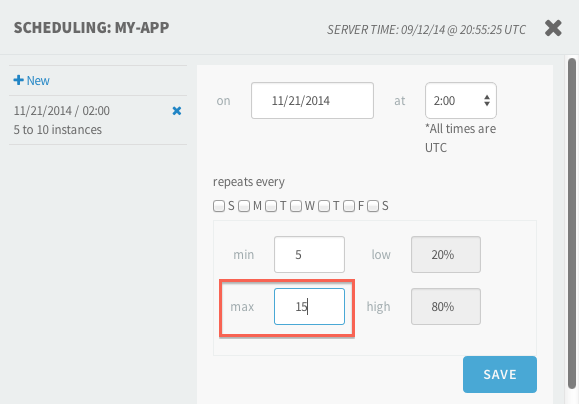 SCHEDULING: MY-APP
SERVER TIME: 09/12/14 @ 20:55:25 UTC
+ New
11/21/2014 / 02:00
5 to 10 instances
on 11/21/2014 at 2:00
*All times are
UTC
repeats every
S M T W T F S
min 5 low 20%
max 15 high 80%
SAVE